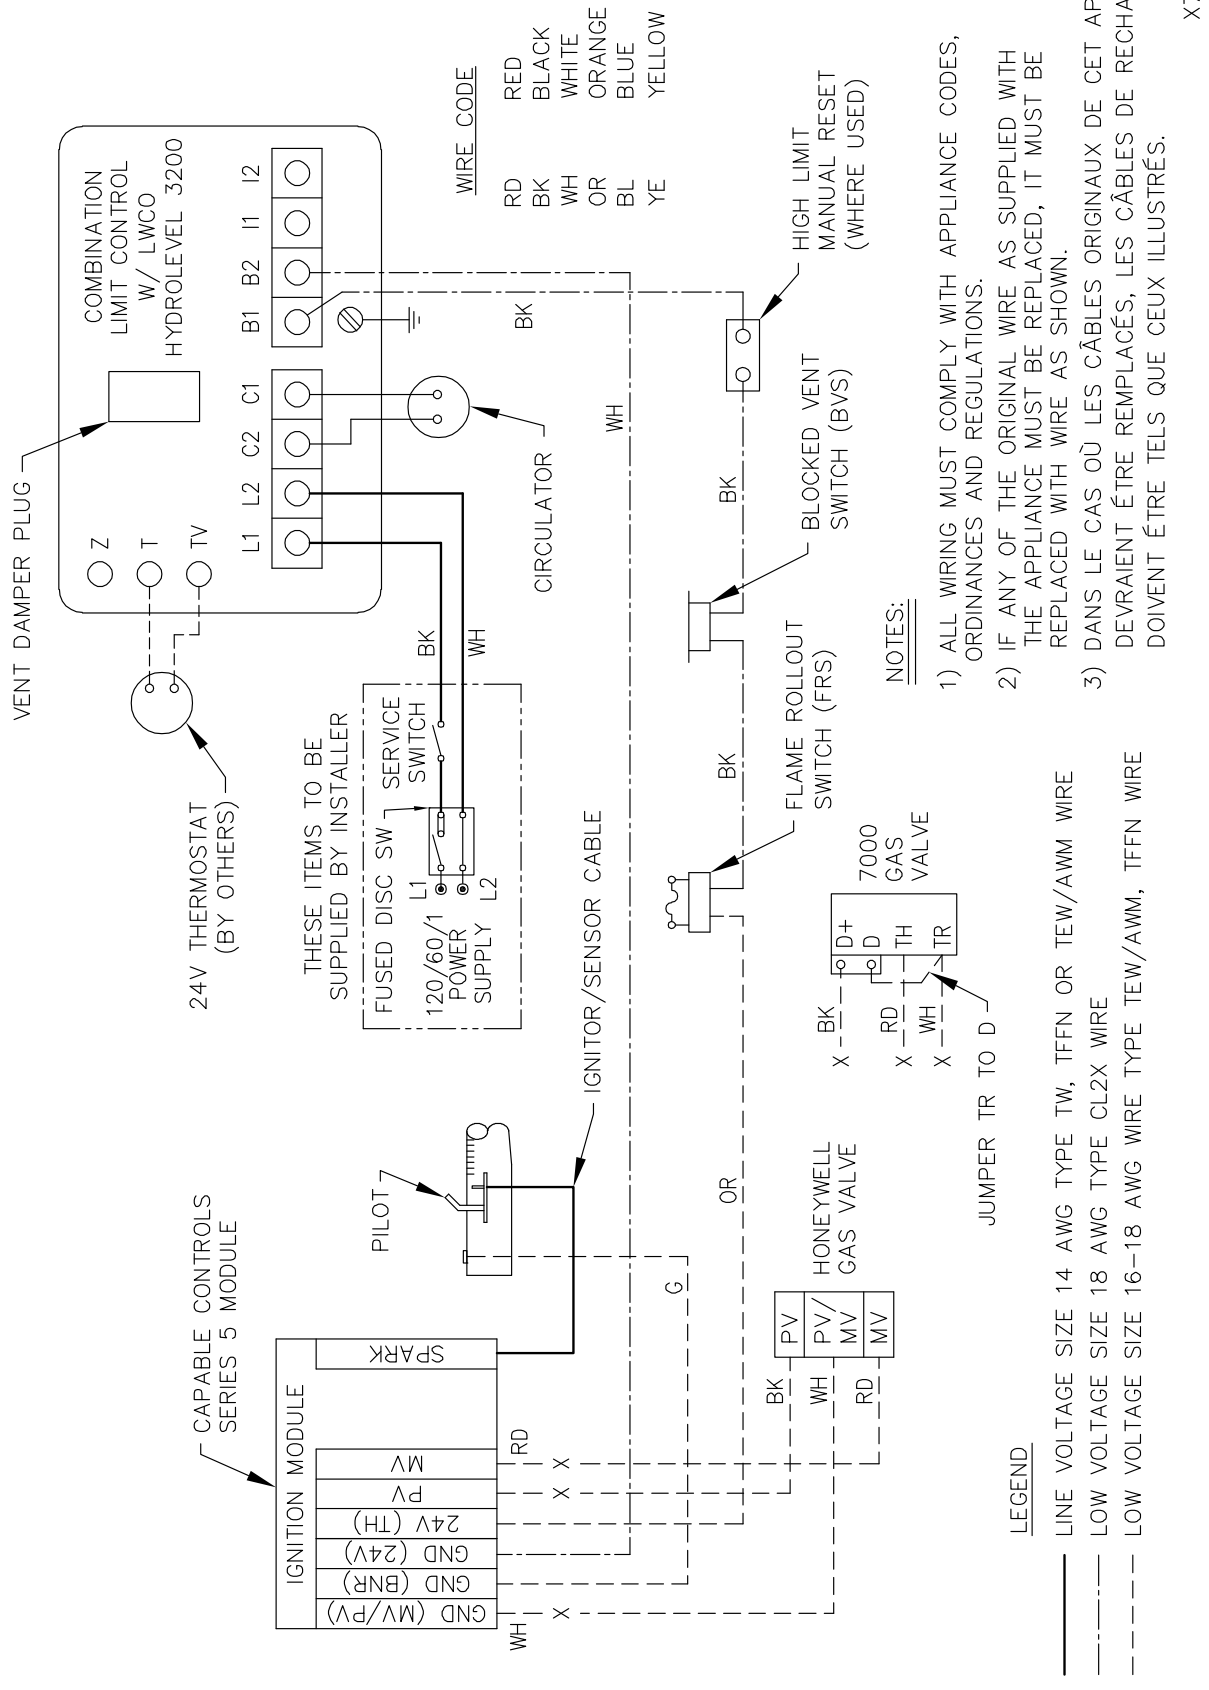 VENT DAMPER PLUG
24V THERMOSTAT
(BY OTHERS)
COMBINATION
LIMIT CONTROL
W/ LWCO
HYDROLEVEL 3200
Z
T
TV
L1
L2
C2
C1
B1
B2
I1
I2
CIRCULATOR
THESE ITEMS TO BE
SUPPLIED BY INSTALLER
FUSED DISC SW
SERVICE
SWITCH
L1
L2
120/60/1
POWER
SUPPLY
BK
WH
BK
WH
WIRE CODE
RD RED
BK BLACK
WH WHITE
OR ORANGE
BL BLUE
YE YELLOW
CAPABLE CONTROLS
SERIES 5 MODULE
IGNITION MODULE
GND (MV/PV)
GND (BNR)
GND (24V)
24V (TH)
PV
MV
SPARK
WH
RD
X
X
X
PILOT
IGNITOR/SENSOR CABLE
G
OR
BK
BK
FLAME ROLLOUT
SWITCH (FRS)
BLOCKED VENT
SWITCH (BVS)
HIGH LIMIT
MANUAL RESET
(WHERE USED)
BK
WH
RD
PV
PV/
MV
MV
HONEYWELL
GAS VALVE
X
BK
X
RD
X
WH
D+
D
TH
TR
7000
GAS
VALVE
JUMPER TR TO D
LEGEND
LINE VOLTAGE SIZE 14 AWG TYPE TW, TFFN OR TEW/AWM WIRE
LOW VOLTAGE SIZE 18 AWG TYPE CL2X WIRE
LOW VOLTAGE SIZE 16-18 AWG WIRE TYPE TEW/AWM, TFFN WIRE
NOTES:
1) ALL WIRING MUST COMPLY WITH APPLIANCE CODES,
ORDINANCES AND REGULATIONS.
2) IF ANY OF THE ORIGINAL WIRE AS SUPPLIED WITH
THE APPLIANCE MUST BE REPLACED, IT MUST BE
REPLACED WITH WIRE AS SHOWN.
3) DANS LE CAS OÙ LES CÂBLES ORIGINAUX DE CET AP
DEVRAIENT ÉTRE REMPLACÉS, LES CÂBLES DE RECHA
DOIVENT ÉTRE TELS QUE CEUX ILLUSTRÉS.